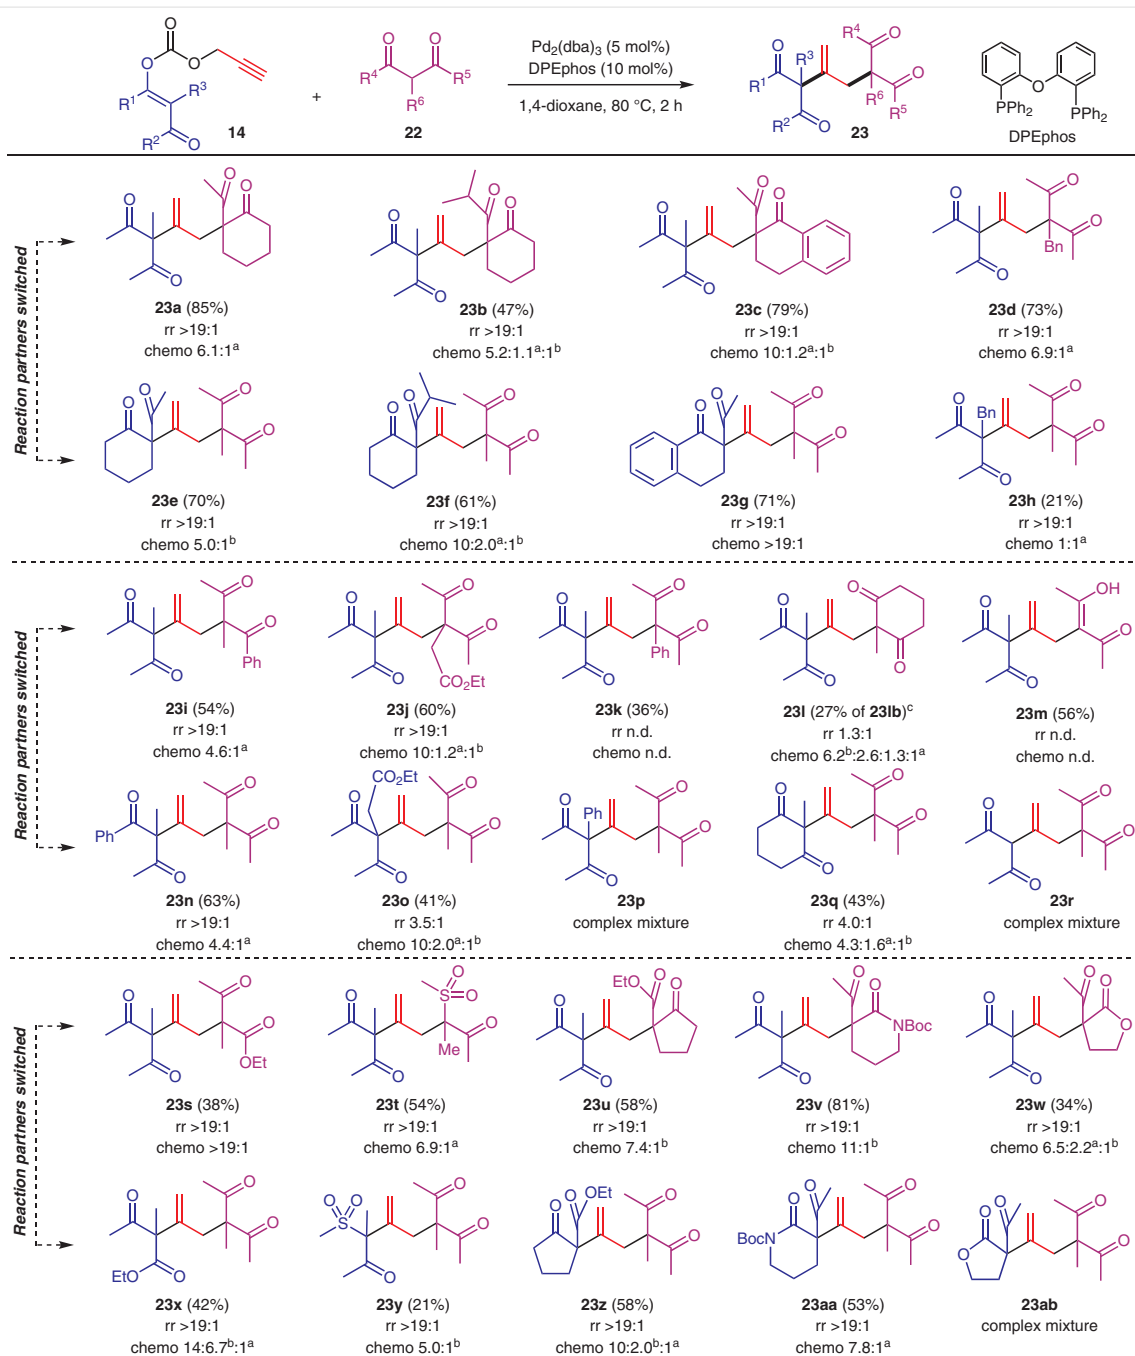 O
O
O
R¹
R³
R²
O
14
+
O
O
R⁴
R⁵
R⁶
22
Pd₂(dba)₃ (5 mol%)
DPEphos (10 mol%)
1,4-dioxane, 80 °C, 2 h
R⁴
O
O
R³
R¹
O
R⁶
R⁵
R²
O
23
O
PPh₂
PPh₂
DPEphos
Reaction partners switched
O
O
O
O
23a (85%)
rr >19:1
chemo 6.1:1ᵃ
O
O
O
O
23b (47%)
rr >19:1
chemo 5.2:1.1ᵃ:1ᵇ
O
O
O
O
23c (79%)
rr >19:1
chemo 10:1.2ᵃ:1ᵇ
O
O
O
Bn
O
23d (73%)
rr >19:1
chemo 6.9:1ᵃ
O
O
O
O
23e (70%)
rr >19:1
chemo 5.0:1ᵇ
O
O
O
O
23f (61%)
rr >19:1
chemo 10:2.0ᵃ:1ᵇ
O
O
O
O
23g (71%)
rr >19:1
chemo >19:1
O
Bn
O
O
O
23h (21%)
rr >19:1
chemo 1:1ᵃ
Reaction partners switched
O
O
O
Ph
O
23i (54%)
rr >19:1
chemo 4.6:1ᵃ
O
O
O
O
CO₂Et
23j (60%)
rr >19:1
chemo 10:1.2ᵃ:1ᵇ
O
O
O
Ph
O
23k (36%)
rr n.d.
chemo n.d.
O
O
O
O
23l (27% of 23lb)ᶜ
rr 1.3:1
chemo 6.2ᵇ:2.6:1.3:1ᵃ
OH
O
O
O
23m (56%)
rr n.d.
chemo n.d.
O
Ph
O
O
O
23n (63%)
rr >19:1
chemo 4.4:1ᵃ
CO₂Et
O
O
O
O
23o (41%)
rr 3.5:1
chemo 10:2.0ᵃ:1ᵇ
O
Ph
O
O
O
23p
complex mixture
O
O
O
O
23q (43%)
rr 4.0:1
chemo 4.3:1.6ᵃ:1ᵇ
O
O
O
O
23r
complex mixture
Reaction partners switched
O
O
O
OEt
O
23s (38%)
rr >19:1
chemo >19:1
O
O
S
O
O
Me
O
23t (54%)
rr >19:1
chemo 6.9:1ᵃ
EtO
O
O
O
O
23u (58%)
rr >19:1
chemo 7.4:1ᵇ
O
O
O
NBoc
O
23v (81%)
rr >19:1
chemo 11:1ᵇ
O
O
O
O
O
23w (34%)
rr >19:1
chemo 6.5:2.2ᵃ:1ᵇ
O
O
O
EtO
O
23x (42%)
rr >19:1
chemo 14:6.7ᵇ:1ᵃ
O
O
S
O
O
O
23y (21%)
rr >19:1
chemo 5.0:1ᵇ
O
O
OEt
O
O
23z (58%)
rr >19:1
chemo 10:2.0ᵇ:1ᵃ
O
O
BocN
O
O
23aa (53%)
rr >19:1
chemo 7.8:1ᵃ
O
O
O
O
O
23ab
complex mixture